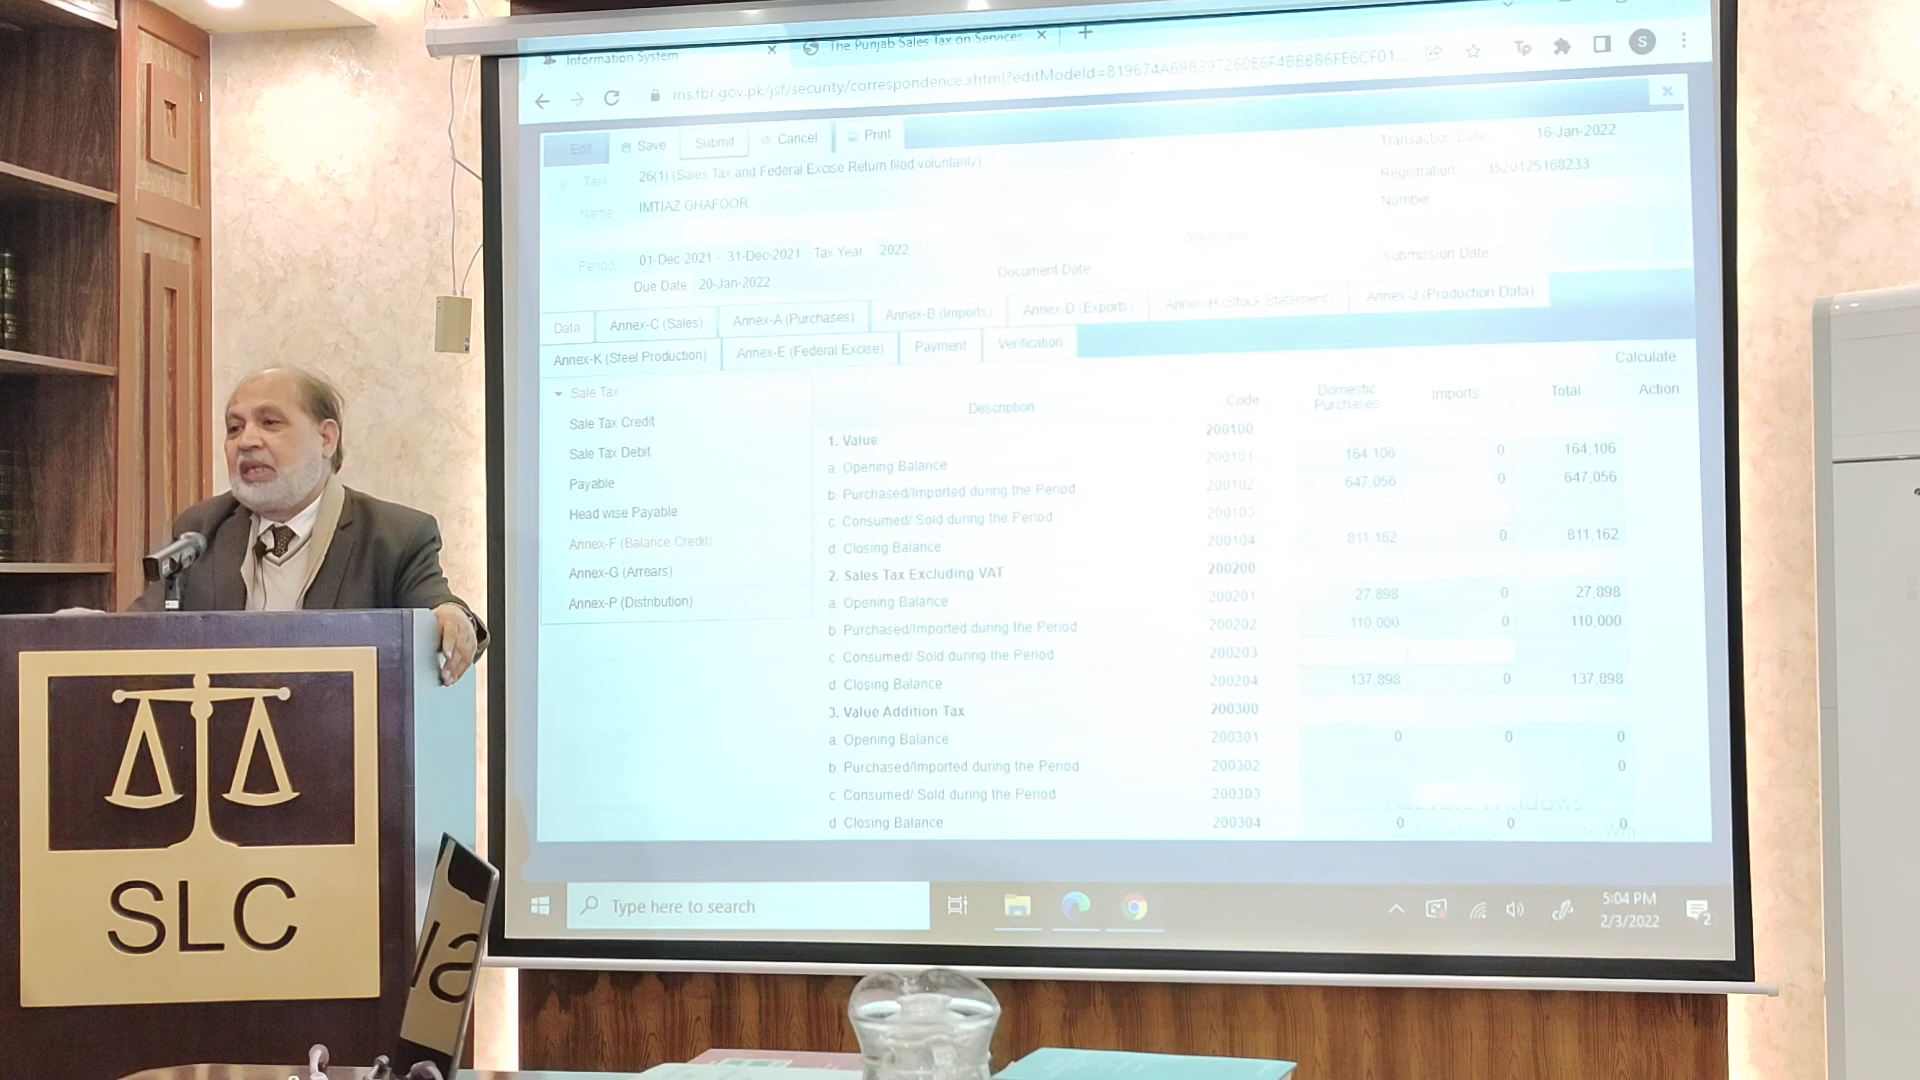 Information System
The Punjab Sales Tax on Services
iris.fbr.gov.pk/jsf/security/correspondence.xhtml?editModeId=819674A69B397260E6F4BBBB6FE6CF01...
S
Edit Save Submit Cancel Print
Transaction Date 16-Jan-2022
Task 26(1) (Sales Tax and Federal Excise Return filed voluntarily)
Registration 3520125168233
Number
Name IMTIAZ GHAFOOR
Valid Upto
Period 01-Dec-2021 - 31-Dec-2021 Tax Year 2022
Submission Date
Due Date 20-Jan-2022 Document Date
Data Annex-C (Sales) Annex-A (Purchases) Annex-B (Imports) Annex-D (Exports) Annex-H (Stock Statement) Annex-J (Production Data)
Annex-K (Steel Production) Annex-E (Federal Excise) Payment Verification
Calculate
Sale Tax
Sale Tax Credit
Sale Tax Debit
Payable
Head wise Payable
Annex-F (Balance Credit)
Annex-G (Arrears)
Annex-P (Distribution)
Description Code Domestic Purchases Imports Total Action
1. Value 200100
a. Opening Balance 200101 164,106 0 164,106
b. Purchased/Imported during the Period 200102 647,056 0 647,056
c. Consumed/ Sold during the Period 200103
d. Closing Balance 200104 811,162 0 811,162
2. Sales Tax Excluding VAT 200200
a. Opening Balance 200201 27,898 0 27,898
b. Purchased/Imported during the Period 200202 110,000 0 110,000
c. Consumed/ Sold during the Period 200203
d. Closing Balance 200204 137,898 0 137,898
3. Value Addition Tax 200300
a. Opening Balance 200301 0 0 0
b. Purchased/Imported during the Period 200302 0
c. Consumed/ Sold during the Period 200303
Activate Windows
d. Closing Balance 200304 0 0 0
Type here to search
5:04 PM
2/3/2022
2
SLC